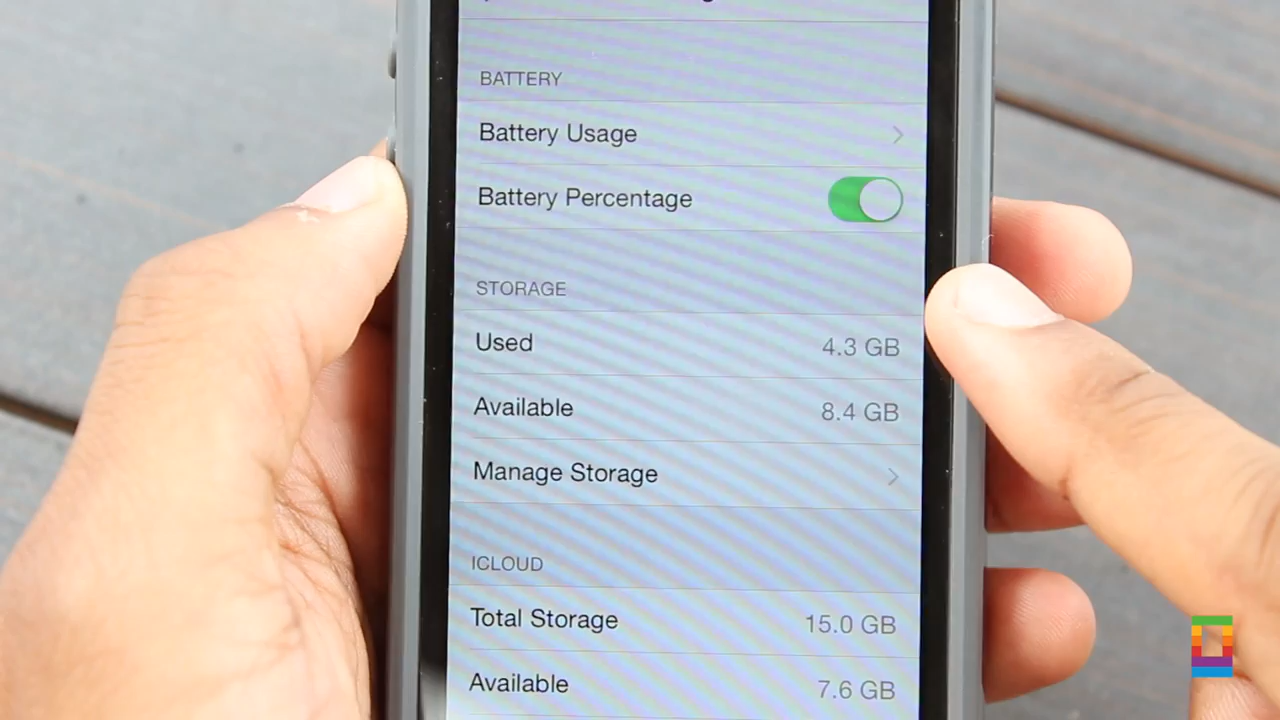 BATTERY
Battery Usage
Battery Percentage
STORAGE
Used 4.3 GB
Available 8.4 GB
Manage Storage
ICLOUD
Total Storage 15.0 GB
Available 7.6 GB